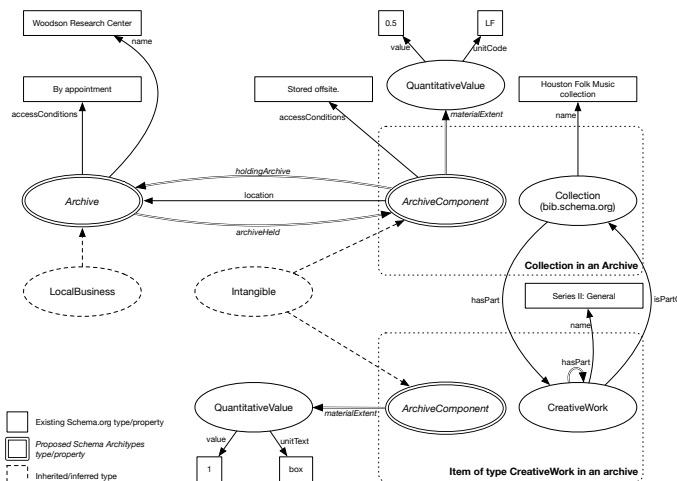 Woodson Research Center
name
0.5
LF
value
unitCode
By appointment
Stored offsite.
QuantitativeValue
Houston Folk Music
collection
accessConditions
accessConditions
materialExtent
name
holdingArchive
Archive
location
ArchiveComponent
Collection
(bib.schema.org)
archiveHeld
Collection in an Archive
LocalBusiness
Intangible
hasPart
Series II: General
name
hasPart
QuantitativeValue
materialExtent
ArchiveComponent
CreativeWork
Existing Schema.org type/property
value
unitText
Proposed Schema Architypes
type/property
1
box
Item of type CreativeWork in an archive
Inherited/inferred type